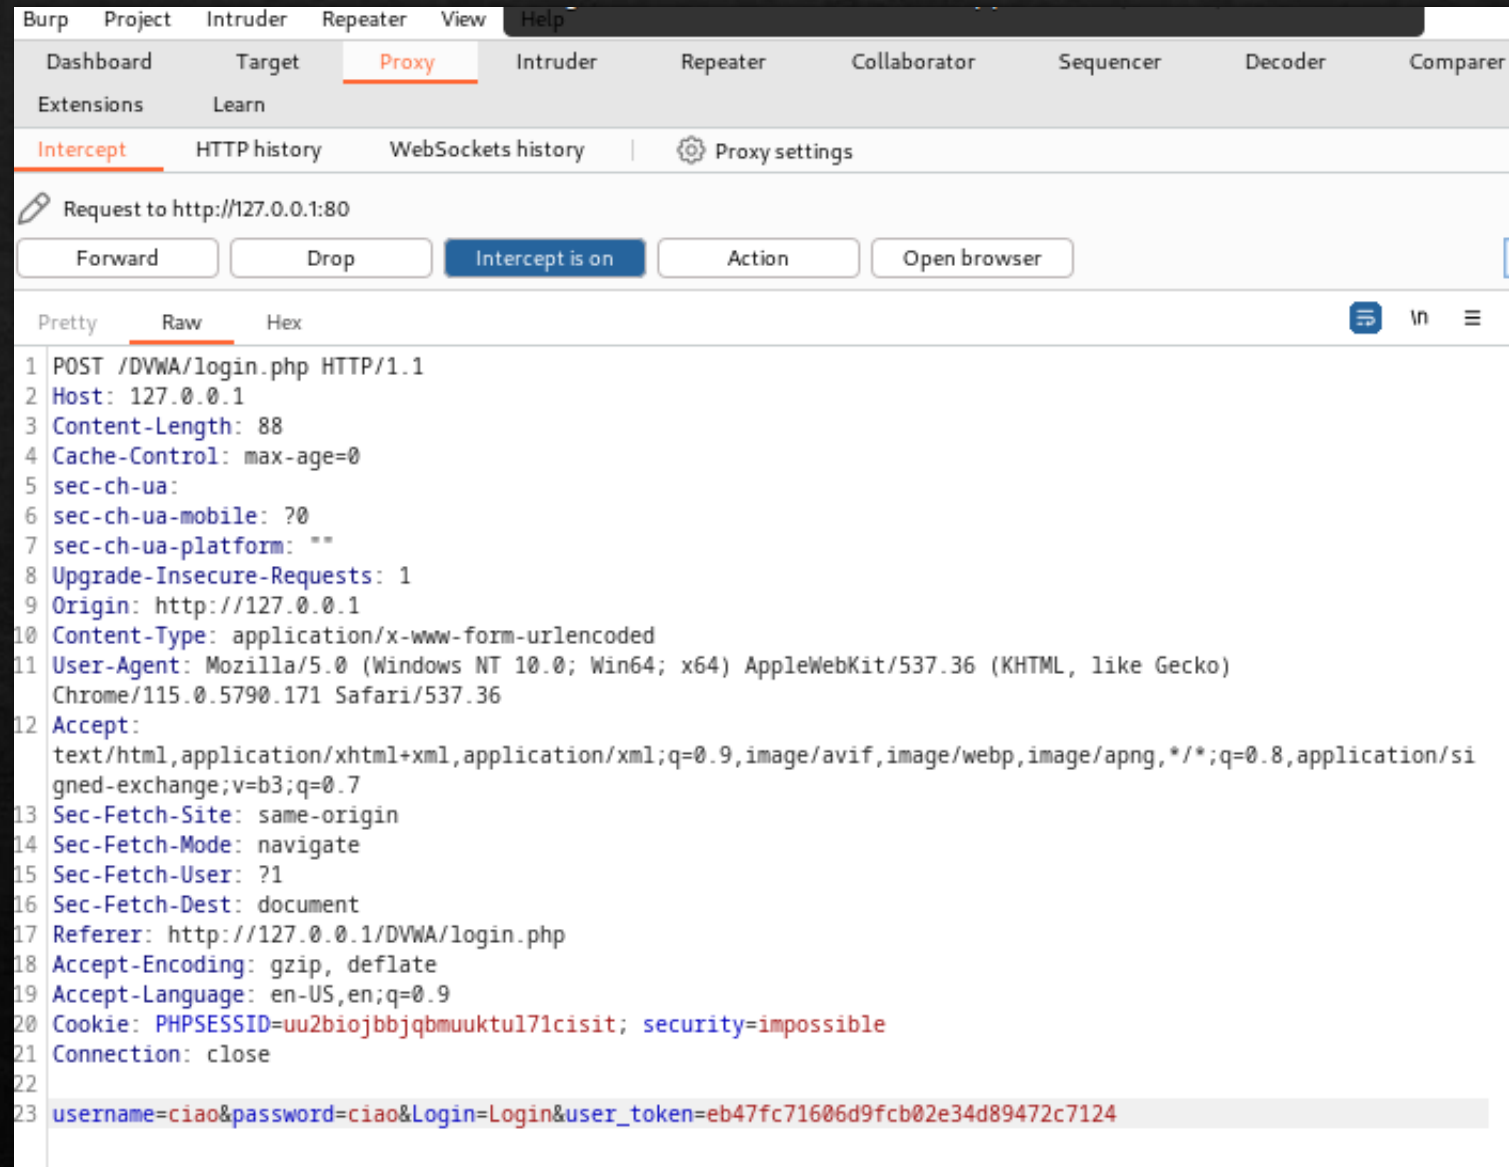 Burp Project Intruder Repeater View Help
Dashboard Target Proxy Intruder Repeater Collaborator Sequencer Decoder Comparer
Extensions Learn
Intercept HTTP history WebSockets history Proxy settings
Request to http://127.0.0.1:80
Forward Drop Intercept is on Action Open browser
Pretty Raw Hex \n
1 POST /DVWA/login.php HTTP/1.1
2 Host: 127.0.0.1
3 Content-Length: 88
4 Cache-Control: max-age=0
5 sec-ch-ua:
6 sec-ch-ua-mobile: ?0
7 sec-ch-ua-platform: ""
8 Upgrade-Insecure-Requests: 1
9 Origin: http://127.0.0.1
10 Content-Type: application/x-www-form-urlencoded
11 User-Agent: Mozilla/5.0 (Windows NT 10.0; Win64; x64) AppleWebKit/537.36 (KHTML, like Gecko)
Chrome/115.0.5790.171 Safari/537.36
12 Accept:
text/html,application/xhtml+xml,application/xml;q=0.9,image/avif,image/webp,image/apng,*/*;q=0.8,application/si
gned-exchange;v=b3;q=0.7
13 Sec-Fetch-Site: same-origin
14 Sec-Fetch-Mode: navigate
15 Sec-Fetch-User: ?1
16 Sec-Fetch-Dest: document
17 Referer: http://127.0.0.1/DVWA/login.php
18 Accept-Encoding: gzip, deflate
19 Accept-Language: en-US,en;q=0.9
20 Cookie: PHPSESSID=uu2biojbbjqbmuuktul71cisit; security=impossible
21 Connection: close
22
23 username=ciao&password=ciao&Login=Login&user_token=eb47fc71606d9fcb02e34d89472c7124